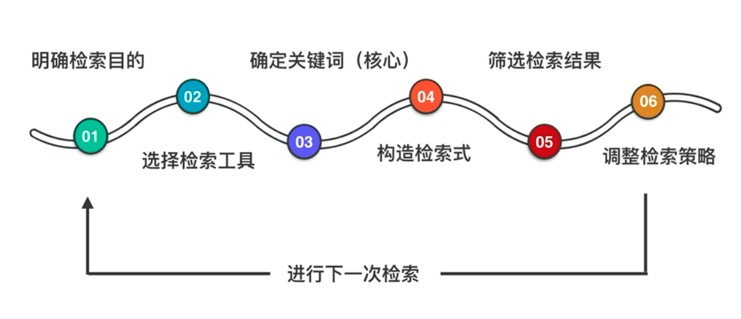 明确检索目的
确定关键词（核心）
筛选检索结果
01
02
03
04
05
06
选择检索工具
构造检索式
调整检索策略
进行下一次检索